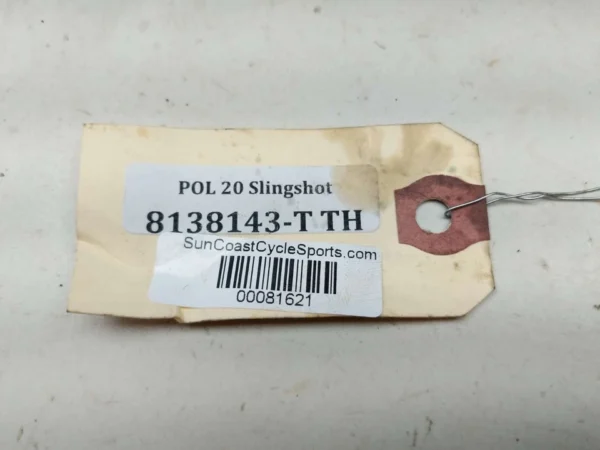 POL 20 Slingshot
8138143-T TH
SunCoastCycleSports.com
00081621